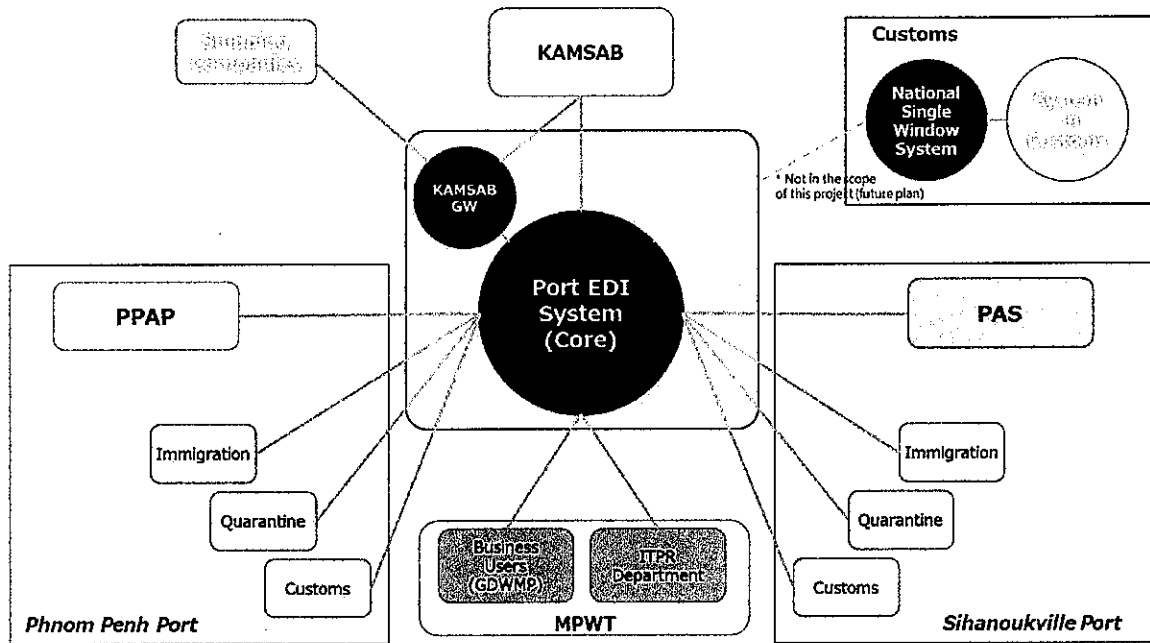 KAMSAB
Customs
National
Single
Window
System
* Not in the scope
of this project (future plan)
KAMSAB
GW
Port EDI
System
(Core)
PPAP
PAS
Immigration
Quarantine
Customs
Immigration
Quarantine
Customs
Business
Users
(GDWMP)
ITPR
Department
MPWT
Phnom Penh Port
Sihanoukville Port